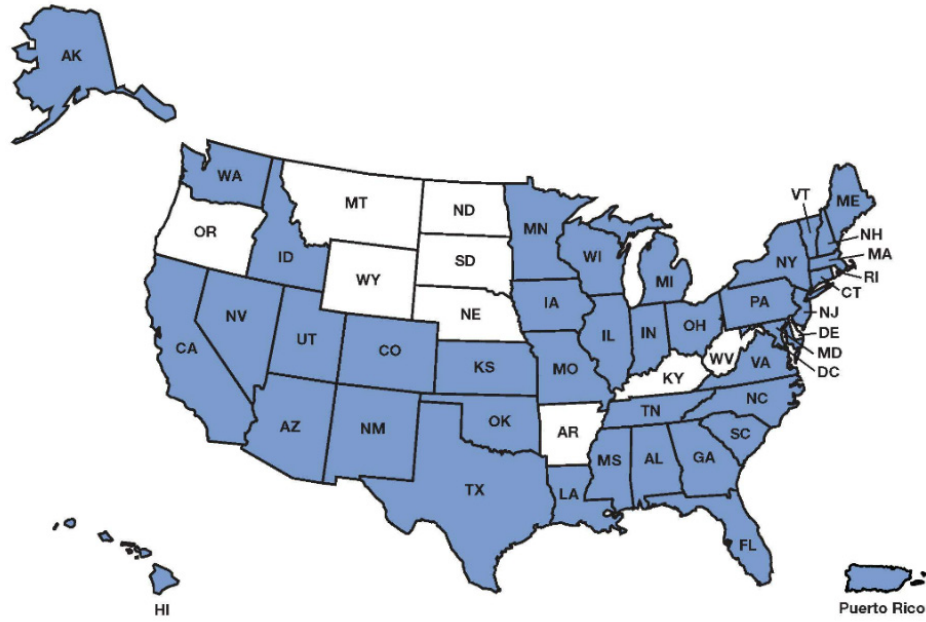 AK
WA
MT
ND
MN
VT
ME
OR
ID
SD
WI
NY
NH
MA
WY
MI
RI
CT
NE
IA
PA
NJ
NV
UT
CO
IL
IN
OH
DE
MD
DC
CA
KS
MO
WV
VA
KY
NC
AZ
NM
OK
AR
TN
SC
TX
LA
MS
AL
GA
FL
HI
Puerto Rico